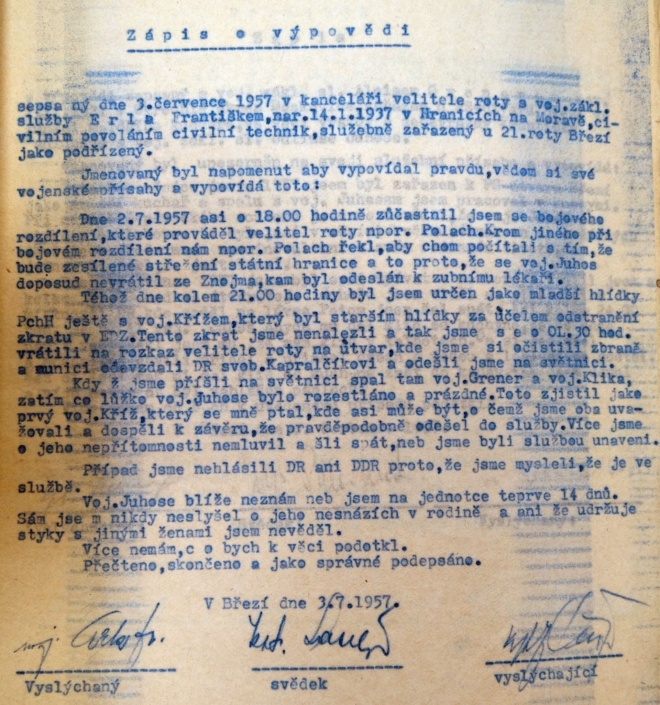 Zápis o výpovědi
sepsa ný dne 3.července 1957 v kanceláři velitele roty s voj.zákl.
služby Erla Františkem,nar.14.1.1937 v Hranicích na Moravě,ci-
vilním povoláním civilní technik,služebně zařazený u 21.roty Březí
jako podřízený.
Jmenovaný byl napomenut aby vypovídal pravdu,vědom si své
vojenské přísahy a vypovídá toto:
Dne 2.7.1957 asi o 18.00 hodině zůčastnil jsem se bojového
rozdílení,které prováděl velitel roty npor. Polach.Krom jiného při
bojovém rozdílení nám npor. Polach řekl,aby chom počítali s tím,že
bude zesílené střežení státní hranice a to proto,že se voj.Juhos
doposud nevrátil ze Znojma,kam byl odeslán k zubnímu lékaři.
Téhož dne kolem 21.00 hodiny byl jsem určen jako mladší hlídky
PchH ještě s voj.Křížem,který byl starším hlídky za účelem odstranění
zkratu v EDZ.Tento zkrat jsme nenalezli a tak jsme s e o 01.30 hod.
vrátili na rozkaz velitele roty na útvar,kde jsme si očistili zbraně
a munici odevzdali DR svob.Kapralčíkovi a odešli jsme na světnici.
Kdy ž jsme přišli na světnici spal tam voj.Grener a voj.Klika,
zatím co lůžko voj.Juhose bylo rozestláno a prázdné.Toto zjistil jako
prvý voj.Kříž,který se mně ptal,kde asi může být,o čemž jsme oba uva-
žovali a dospěli k závěru,že pravděpodobně odešel do služby.Více jsme
o jeho nepřítomnosti nemluvil a šli spát,neb jsme byli službou unaveni.
Případ jsme nehlásili DR ani DDR proto,že jsme mysleli,že je ve
službě.
Voj.Juhose blíže neznám neb jsem na jednotce teprve 14 dnů.
Sám jse m nikdy neslyšel o jeho nesnázích v rodině a ani že udržuje
styky s jinými ženami jsem nevěděl.
Více nemám,c o bych k věci podotkl.
Přečteno,skončeno a jako správné podepsáno.
V Březí dne 3.7.1957.
voj.
Vyslýchaný svědek vyslýchající